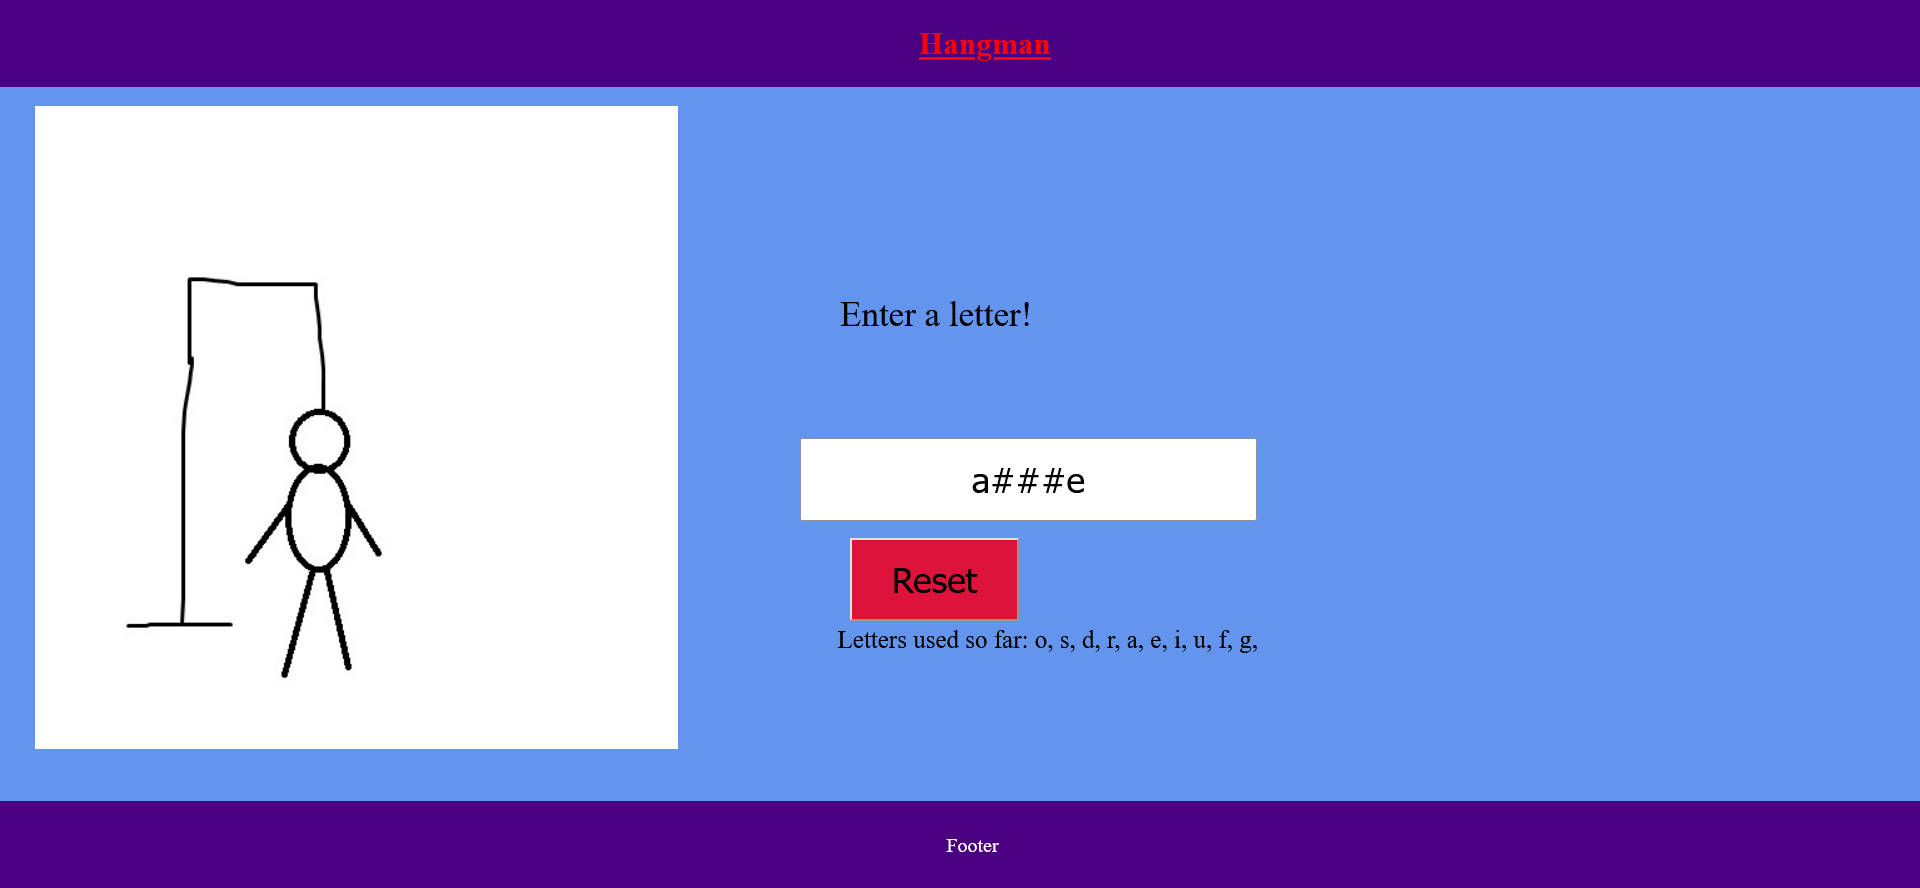 Hangman
Enter a letter!
a###e
Reset
Letters used so far: o, s, d, r, a, e, i, u, f, g,
Footer